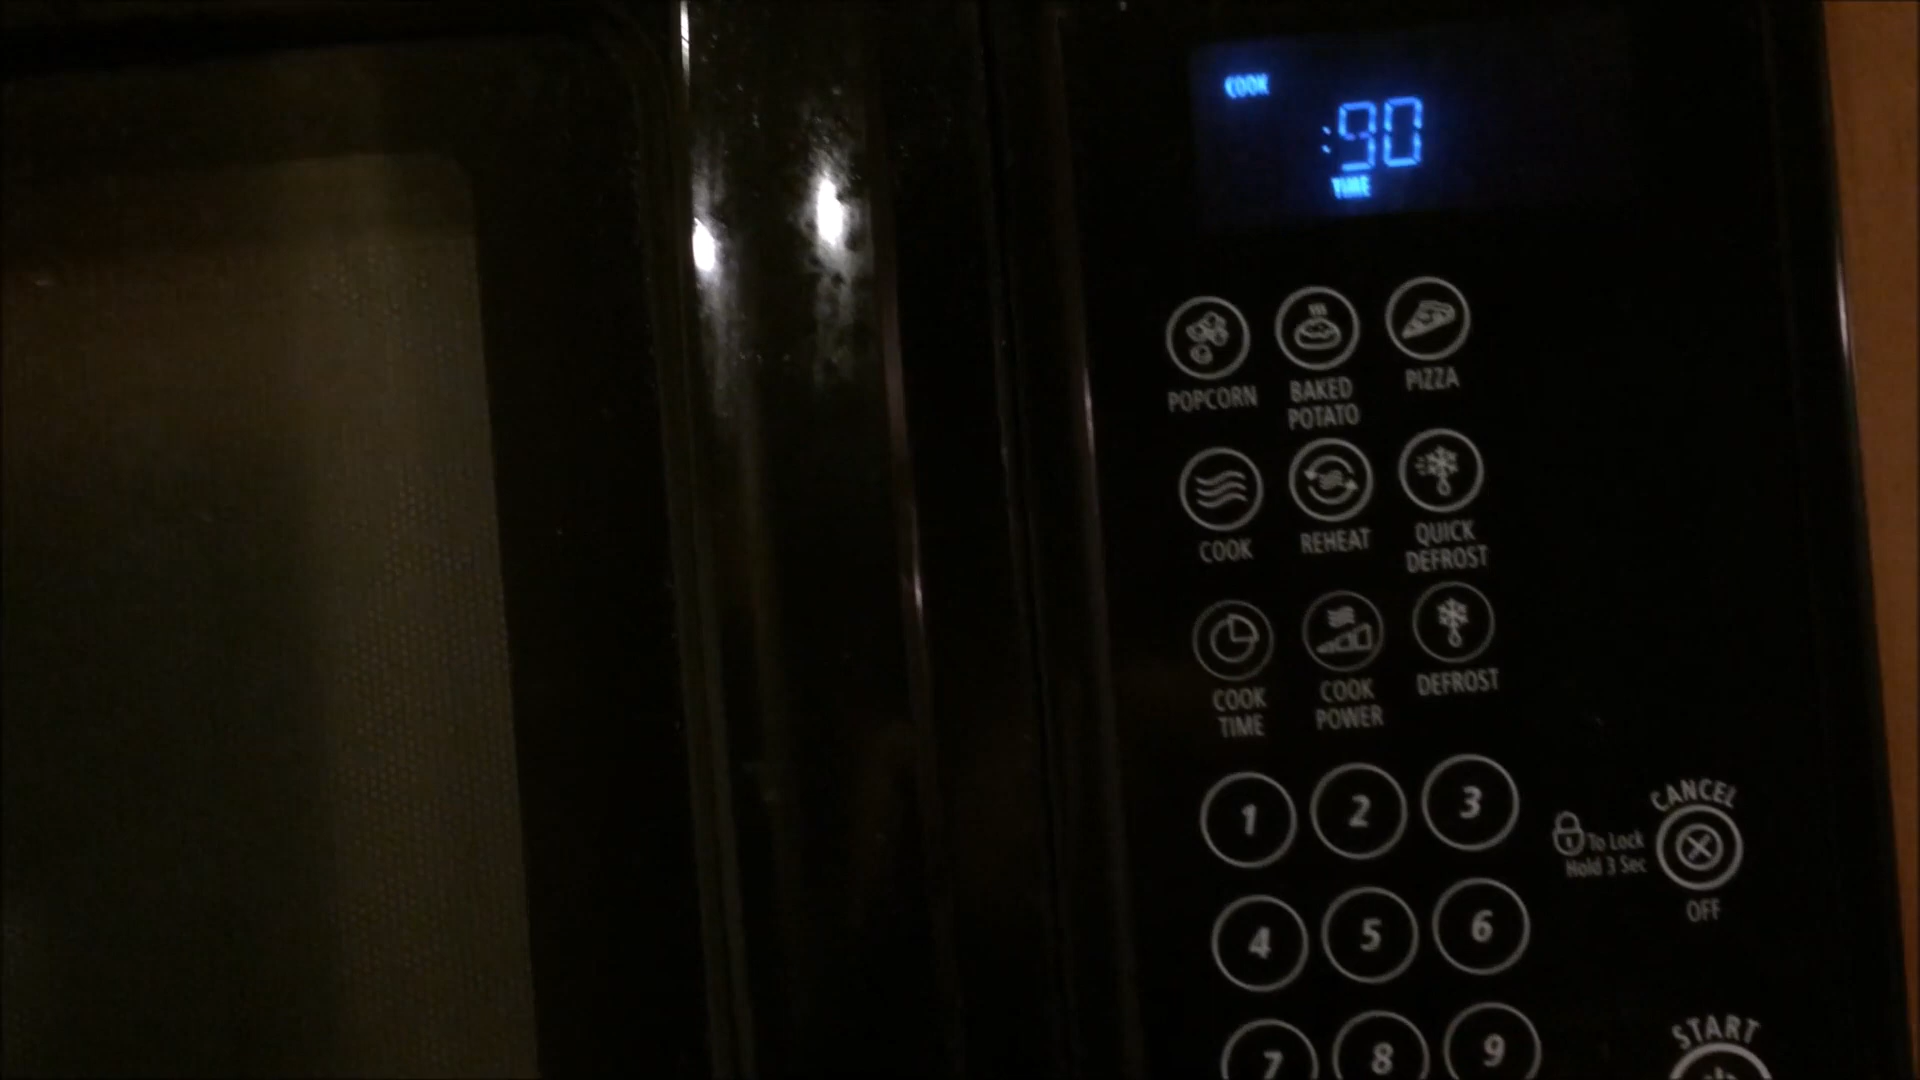 COOK
:90
TIME
POPCORN
BAKED
POTATO
PIZZA
COOK
REHEAT
QUICK
DEFROST
COOK
TIME
COOK
POWER
DEFROST
1 2 3
CANCEL
To Lock
Hold 3 Sec
OFF
4 5 6
START
7 8 9